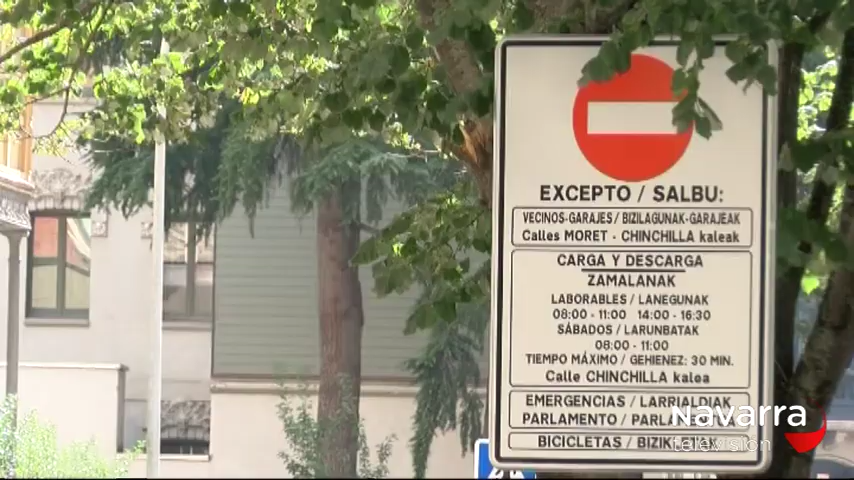 EXCEPTO / SALBU:
VECINOS-GARAJES / BIZILAGUNAK-GARAJEAK
Calles MORET - CHINCHILLA kaleak
CARGA Y DESCARGA
ZAMALANAK
LABORABLES / LANEGUNAK
08:00 - 11:00 14:00 - 16:30
SÁBADOS / LARUNBATAK
08:00 - 11:00
TIEMPO MÁXIMO / GEHIENEZ: 30 MIN.
Calle CHINCHILLA kalea
EMERGENCIAS / LARRIALDIAK
PARLAMENTO /
BICICLETAS /
Navarra
televisión